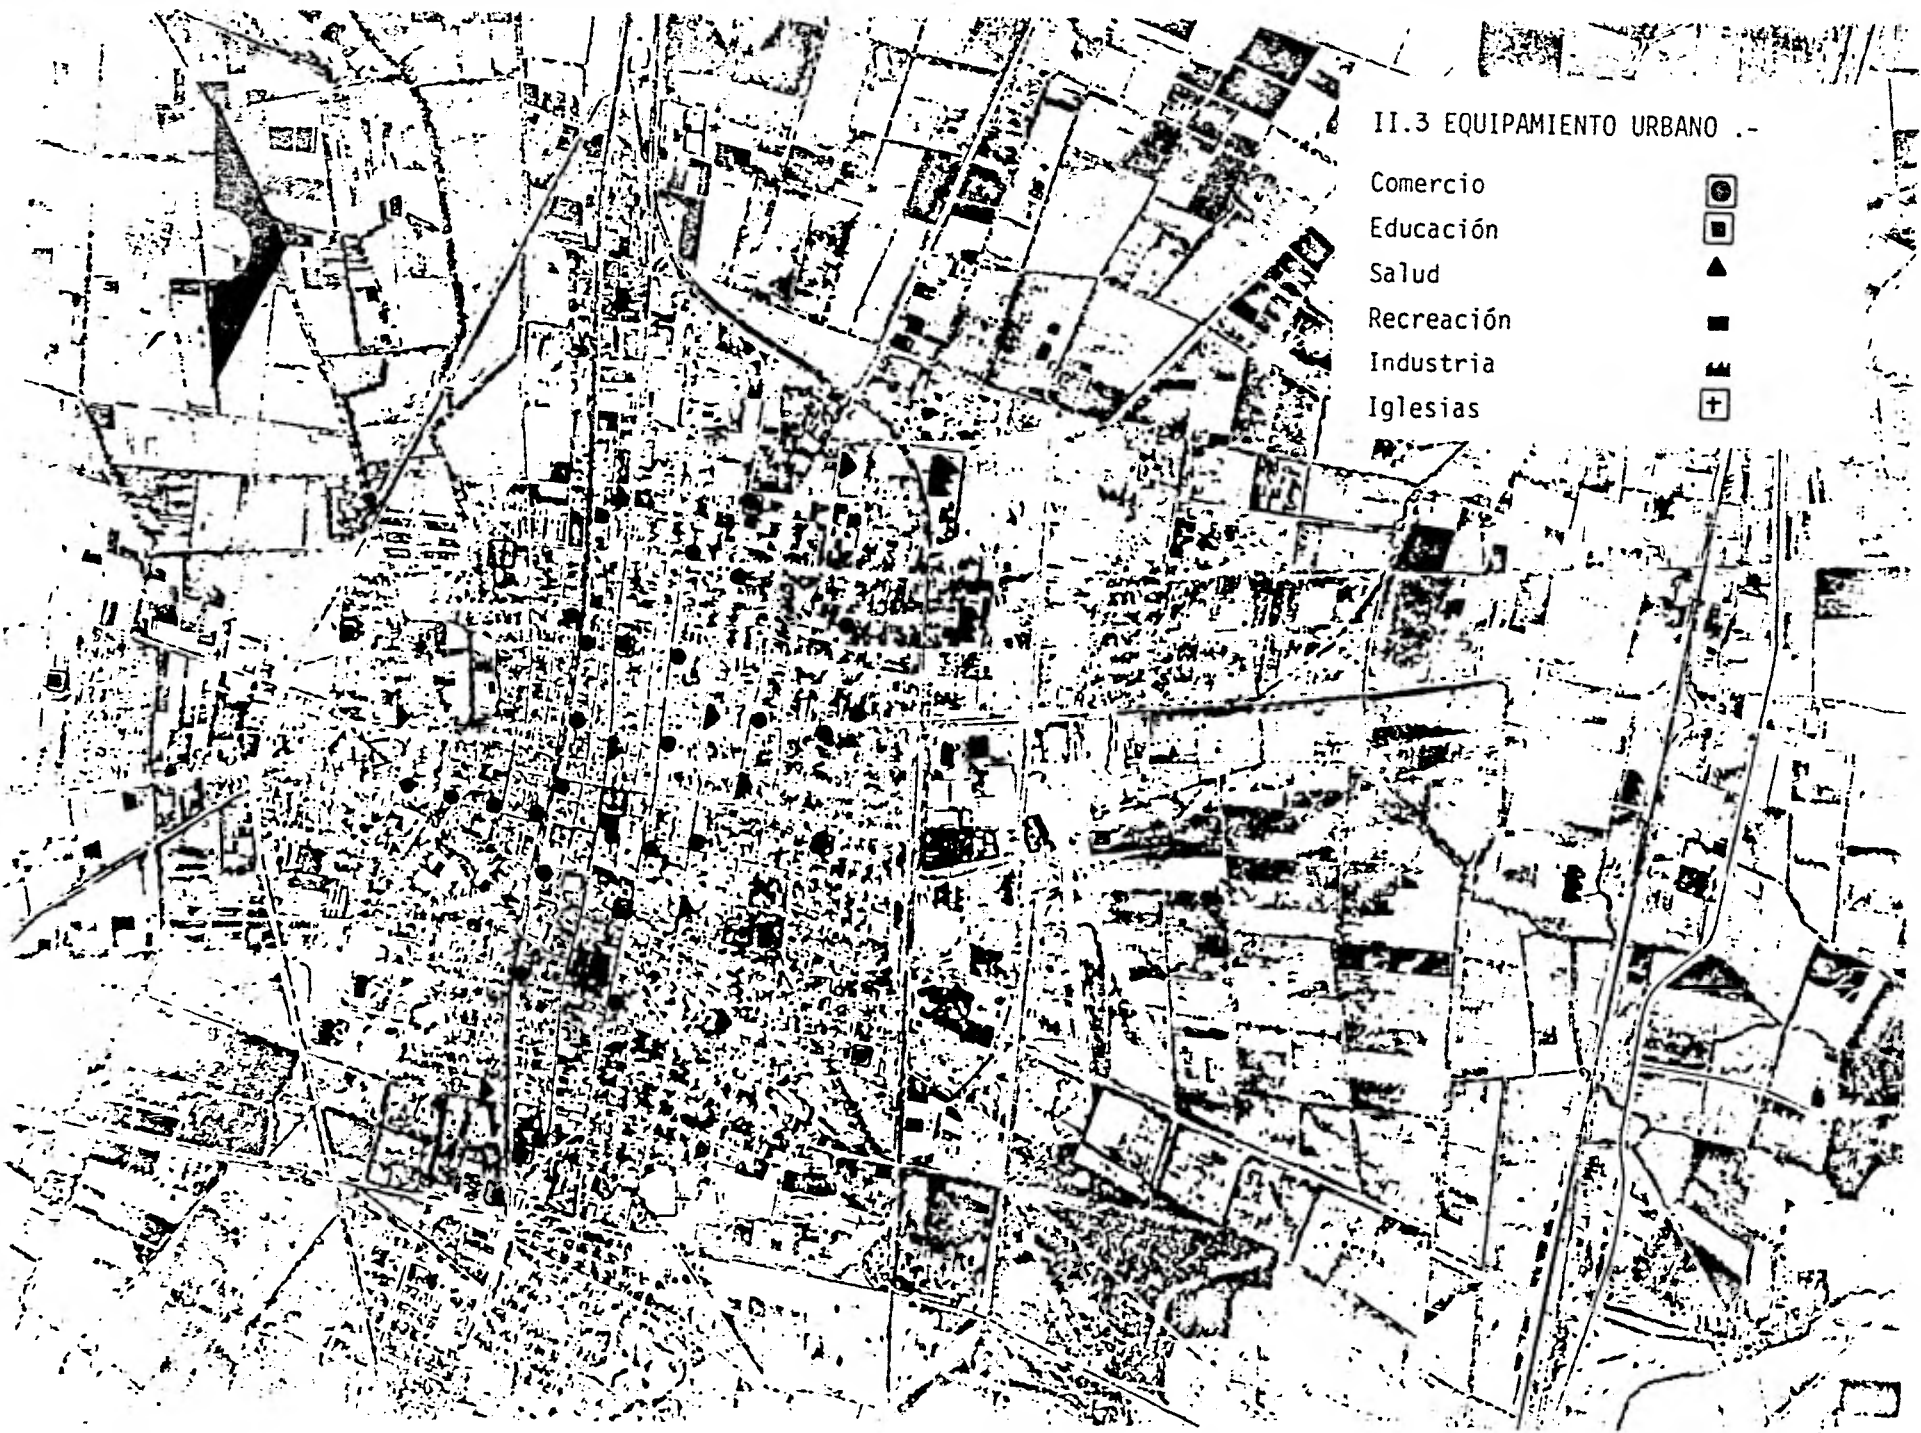 II.3 EQUIPAMIENTO URBANO .-
Comercio
Educación
Salud
Recreación
Industria
Iglesias